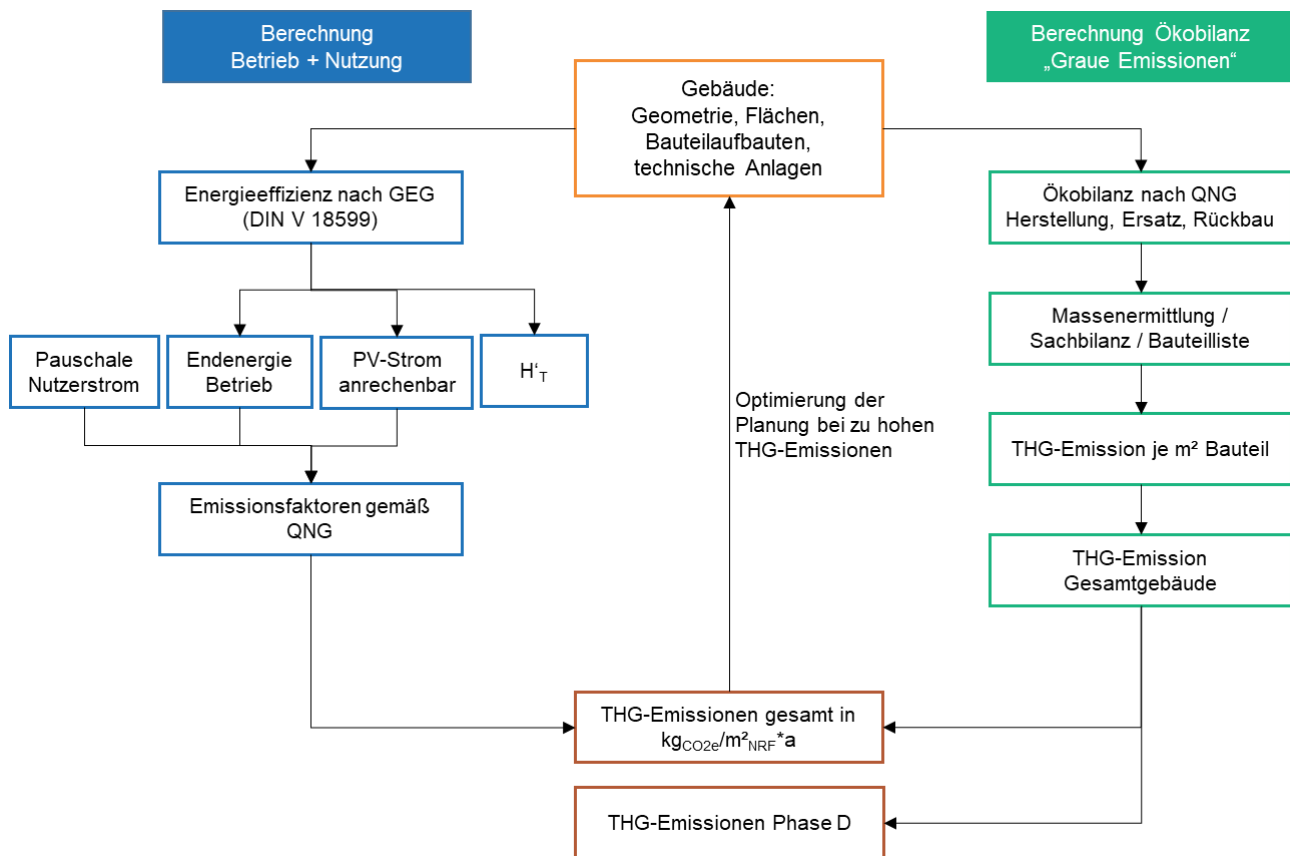 Berechnung
Betrieb + Nutzung
Berechnung Ökobilanz
„Graue Emissionen“
Gebäude:
Geometrie, Flächen,
Bauteilaufbauten,
technische Anlagen
Energieeffizienz nach GEG
(DIN V 18599)
Ökobilanz nach QNG
Herstellung, Ersatz, Rückbau
Pauschale
Nutzerstrom
Endenergie
Betrieb
PV-Strom
anrechenbar
H‘T
Massenermittlung /
Sachbilanz / Bauteilliste
Optimierung der
Planung bei zu hohen
THG-Emissionen
THG-Emission je m² Bauteil
Emissionsfaktoren gemäß
QNG
THG-Emission
Gesamtgebäude
THG-Emissionen gesamt in
kgCO2e/m²NRF*a
THG-Emissionen Phase D